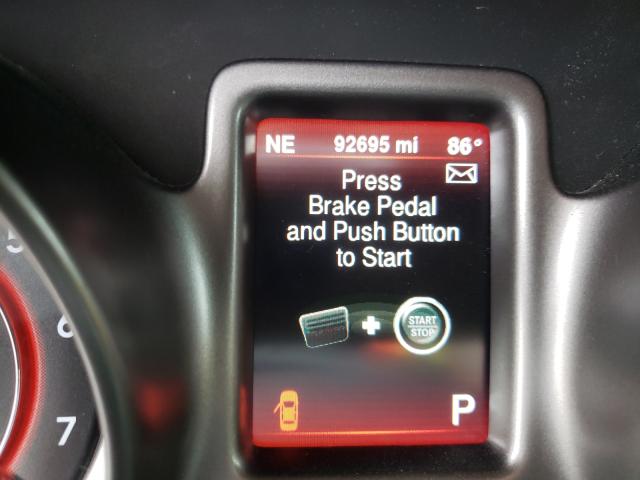 NE 92695 mi 86°
Press
Brake Pedal
and Push Button
to Start
START
STOP
P
5
6
7